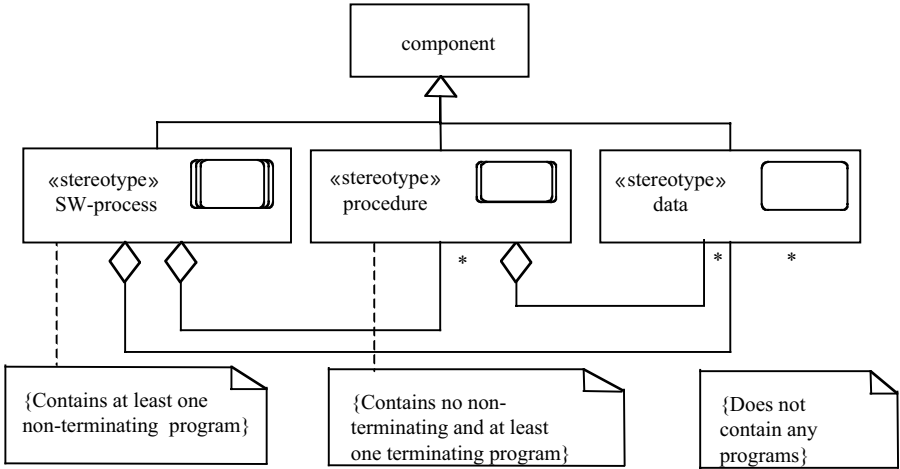 component
«stereotype»
SW-process
«stereotype»
procedure
«stereotype»
data
*
*
*
{Contains at least one
non-terminating program}
{Contains no non-
terminating and at least
one terminating program}
{Does not
contain any
programs}